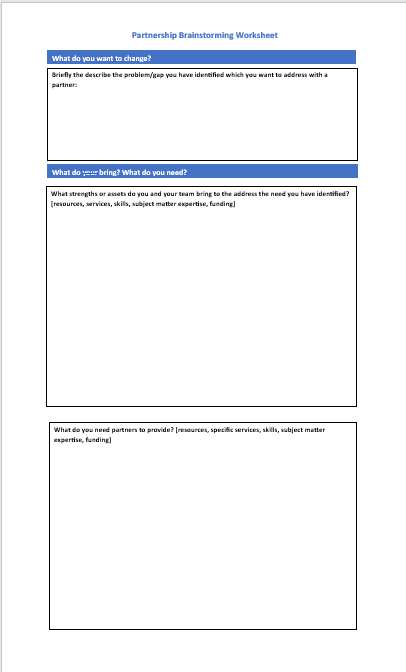 Partnership Brainstorming Worksheet
What do you want to change?
Briefly the describe the problem/gap you have identified which you want to address with a
partner:
What do your bring? What do you need?
What strengths or assets do you and your team bring to the address the need you have identified?
[resources, services, skills, subject matter expertise, funding]
What do you need partners to provide? [resources, specific services, skills, subject matter
expertise, funding]